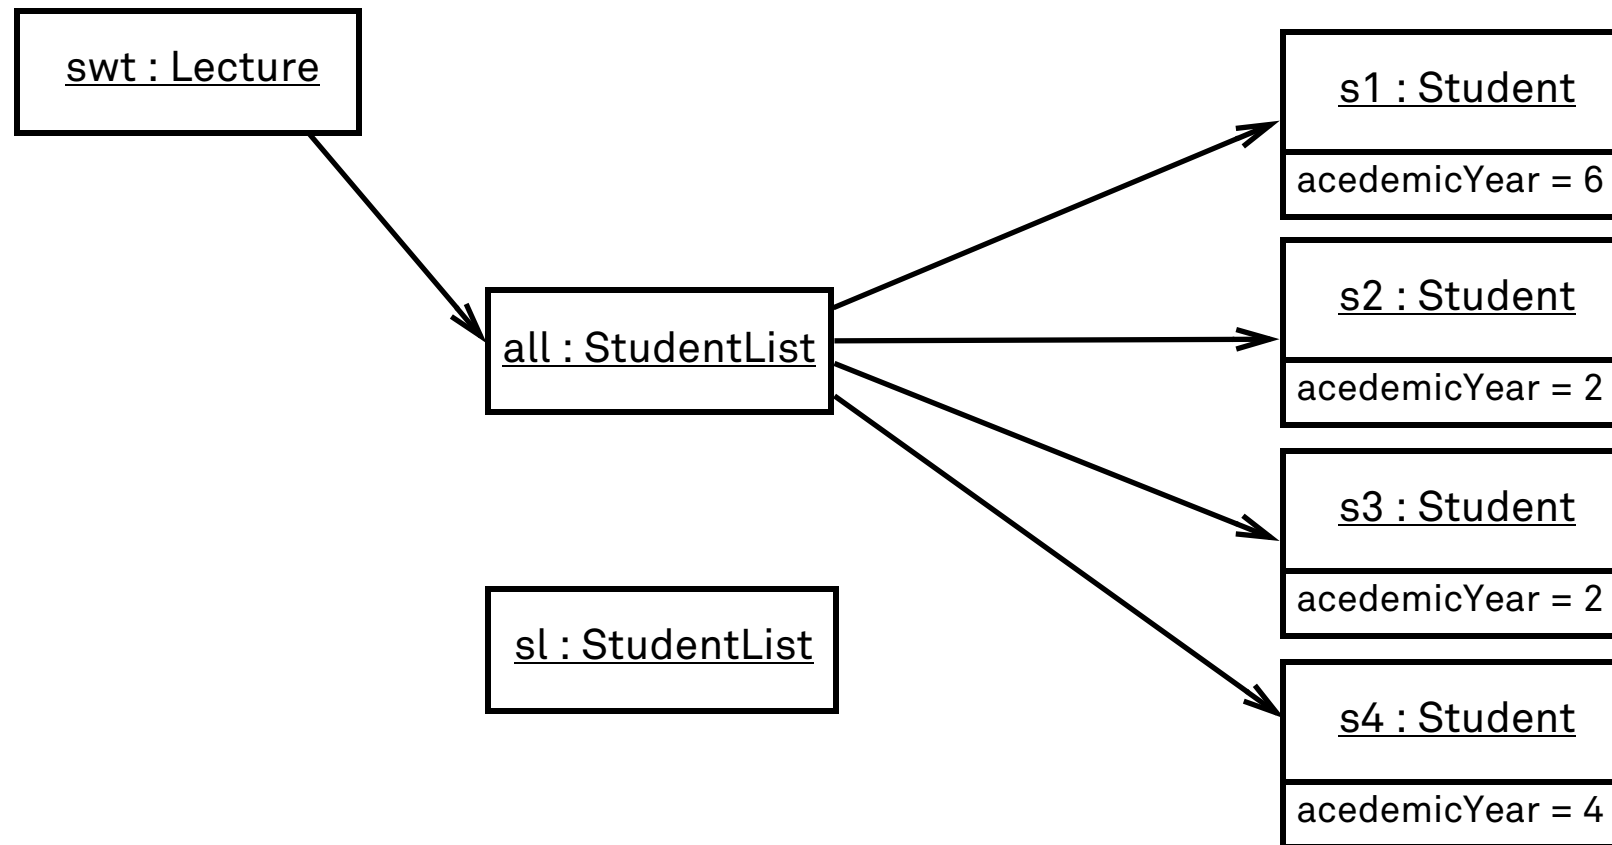 swt : Lecture
s1 : Student
acedemicYear = 6
s2 : Student
acedemicYear = 2
all : StudentList
s3 : Student
acedemicYear = 2
sl : StudentList
s4 : Student
acedemicYear = 4